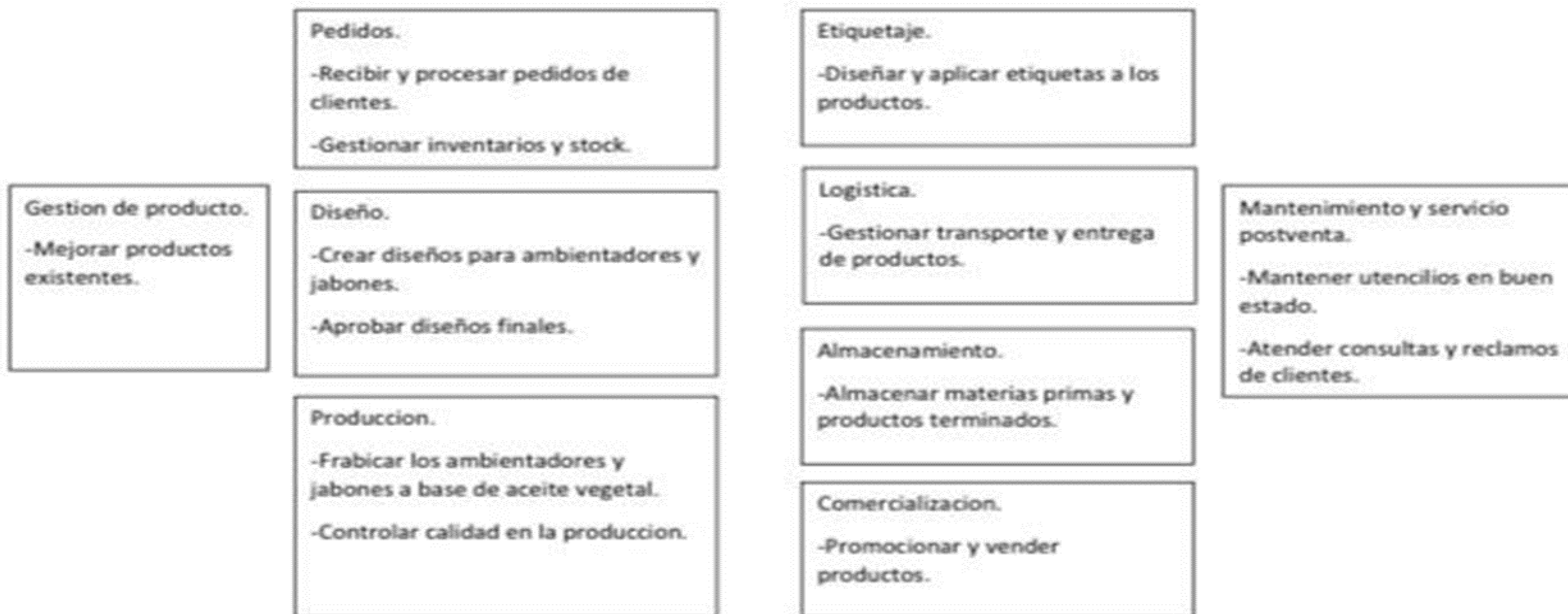 Gestion de producto.
-Mejorar productos
existentes.
Pedidos.
-Recibir y procesar pedidos de
clientes.
-Gestionar inventarios y stock.
Diseño.
-Crear diseños para ambientadores y
jabones.
-Aprobar diseños finales.
Produccion.
-Frabicar los ambientadores y
jabones a base de aceite vegetal.
-Controlar calidad en la produccion.
Etiquetaje.
-Diseñar y aplicar etiquetas a los
productos.
Logistica.
-Gestionar transporte y entrega
de productos.
Almacenamiento.
-Almacenar materias primas y
productos terminados.
Comercializacion.
-Promocionar y vender
productos.
Mantenimiento y servicio
postventa.
-Mantener utencilios en buen
estado.
-Atender consultas y reclamos
de clientes.